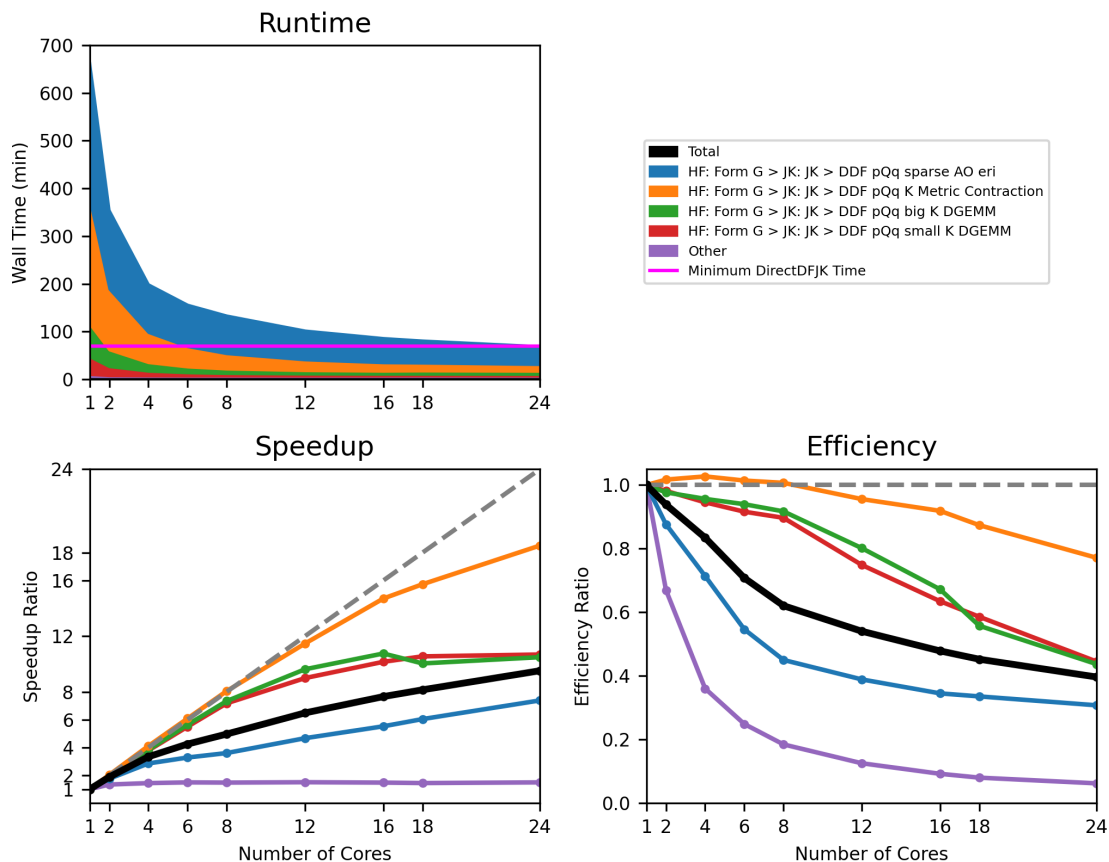 Runtime
Wall Time (min)
700
600
500
400
300
200
100
0
1 2 4 6 8 12 16 18 24
Total
HF: Form G > JK: JK > DDF pQq sparse AO eri
HF: Form G > JK: JK > DDF pQq K Metric Contraction
HF: Form G > JK: JK > DDF pQq big K DGEMM
HF: Form G > JK: JK > DDF pQq small K DGEMM
Other
Minimum DirectDFJK Time
Speedup
Speedup Ratio
24
18
16
12
8
6
4
2
1
1 2 4 6 8 12 16 18 24
Number of Cores
Efficiency
Efficiency Ratio
1.0
0.8
0.6
0.4
0.2
0.0
1 2 4 6 8 12 16 18 24
Number of Cores